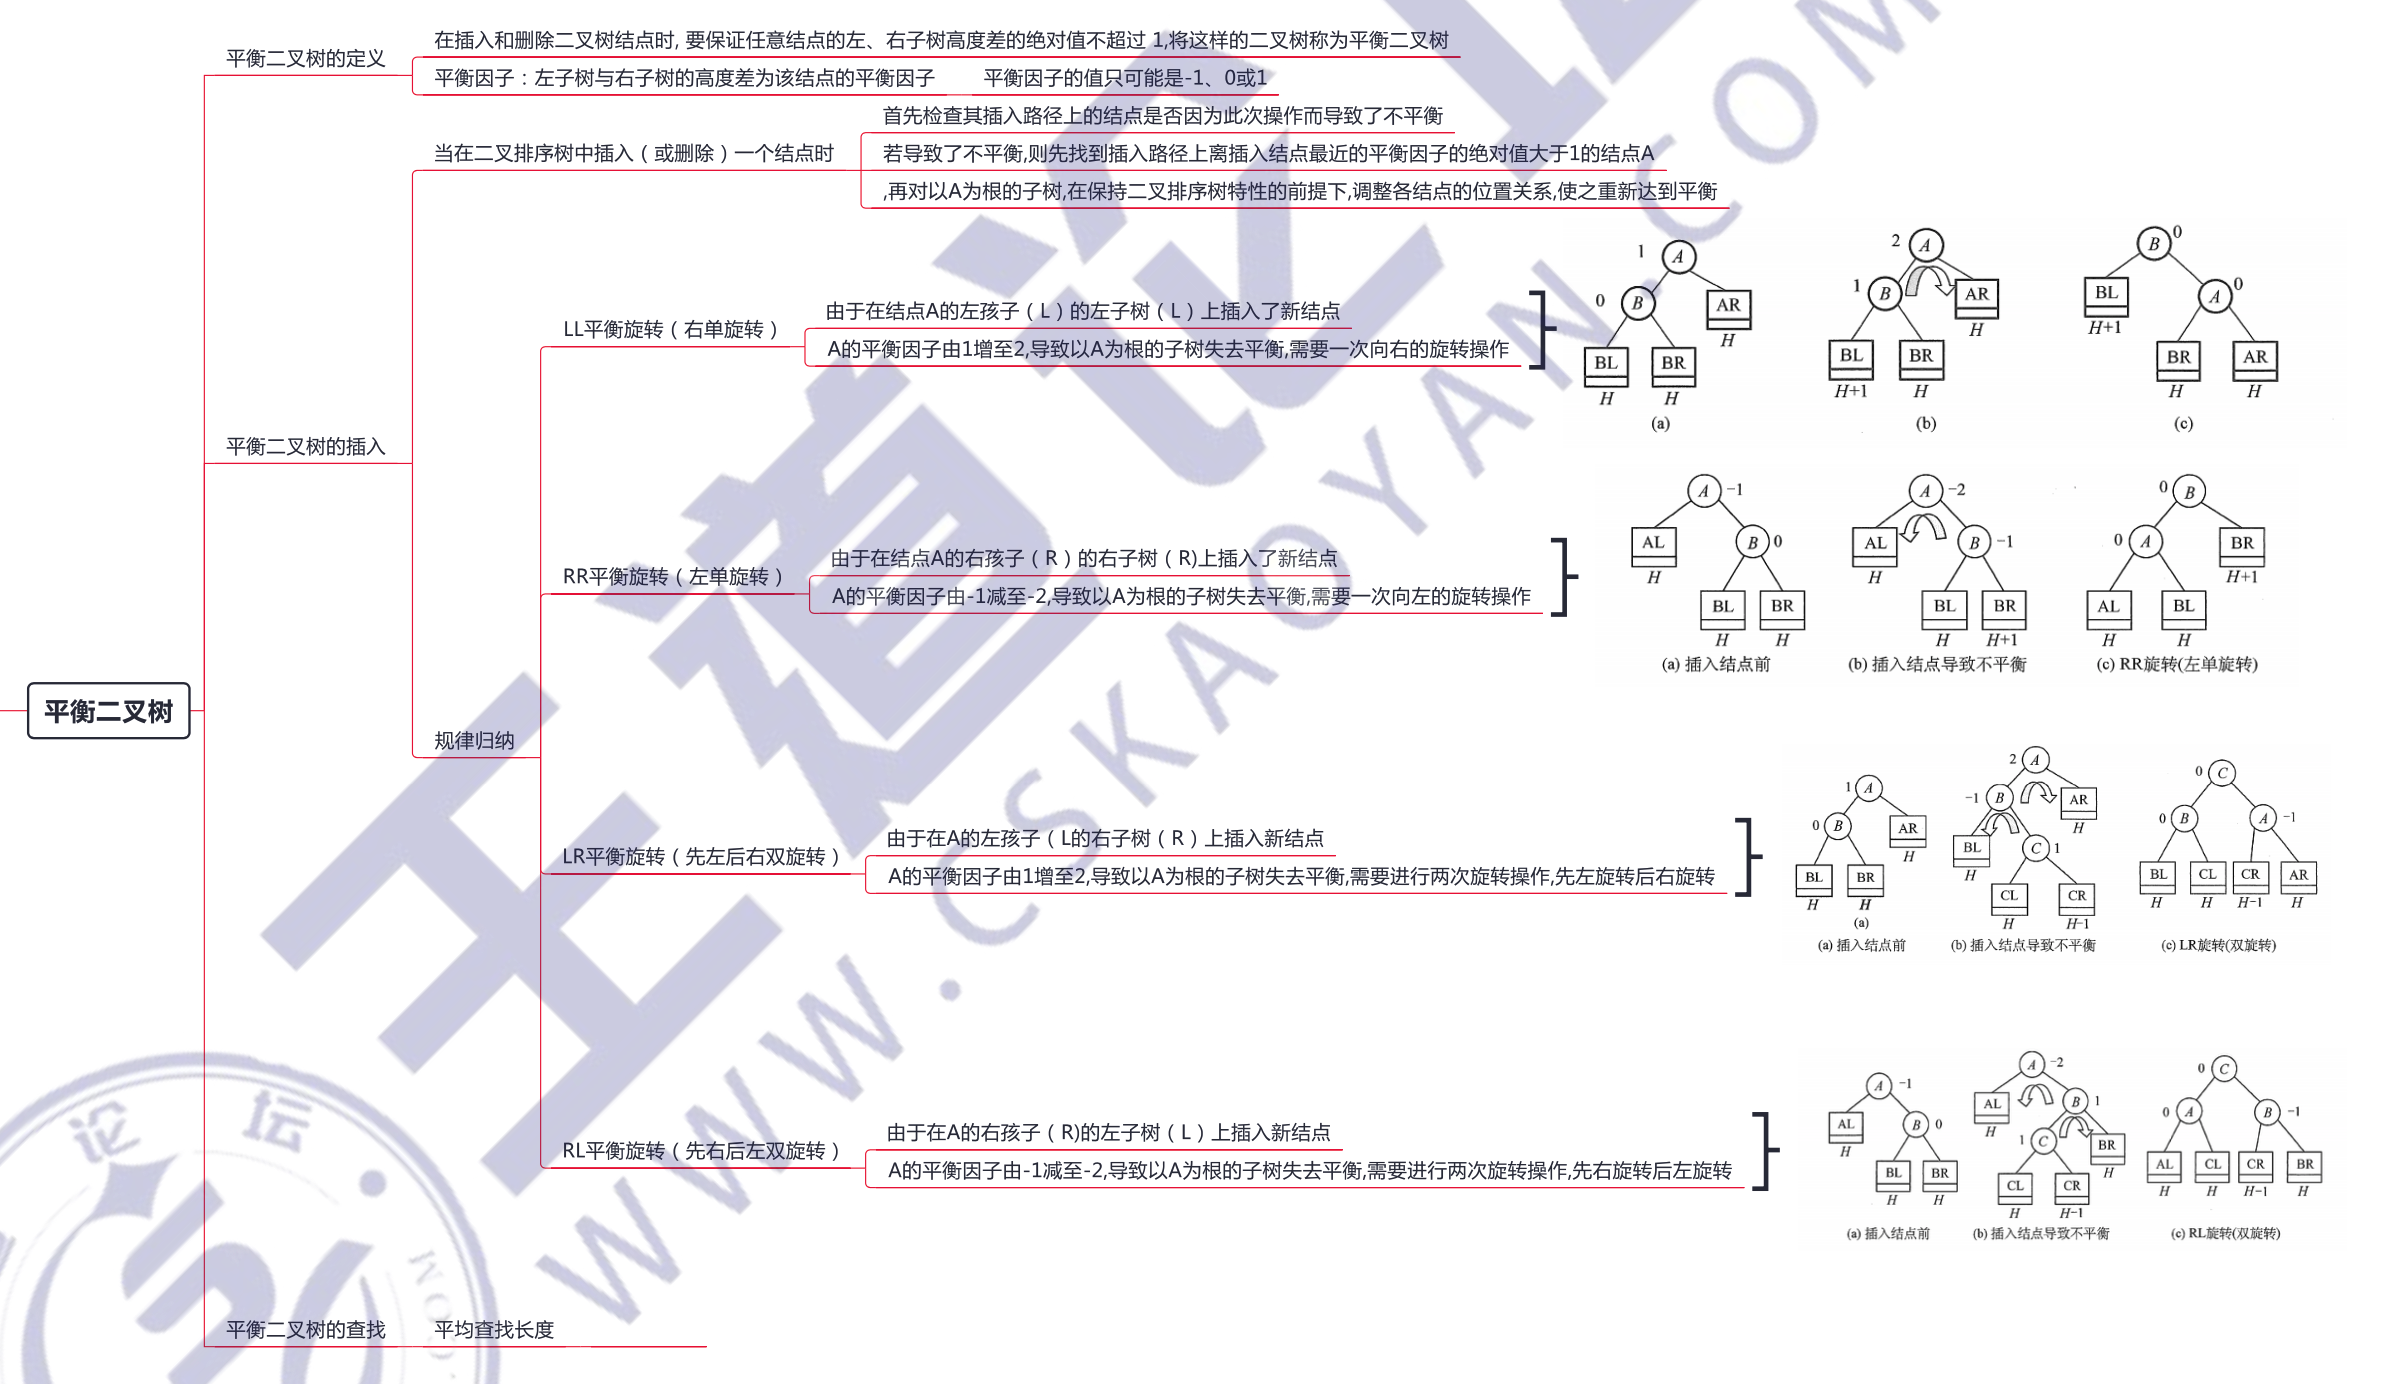 平衡二叉树
平衡二叉树的定义
在插入和删除二叉树结点时, 要保证任意结点的左、右子树高度差的绝对值不超过 1,将这样的二叉树称为平衡二叉树
平衡因子：左子树与右子树的高度差为该结点的平衡因子
平衡因子的值只可能是-1、0或1
平衡二叉树的插入
当在二叉排序树中插入（或删除）一个结点时
首先检查其插入路径上的结点是否因为此次操作而导致了不平衡
若导致了不平衡,则先找到插入路径上离插入结点最近的平衡因子的绝对值大于1的结点A
,再对以A为根的子树,在保持二叉排序树特性的前提下,调整各结点的位置关系,使之重新达到平衡
规律归纳
LL平衡旋转（右单旋转）
由于在结点A的左孩子（L）的左子树（L）上插入了新结点
A的平衡因子由1增至2,导致以A为根的子树失去平衡,需要一次向右的旋转操作
1 A
0 B AR
H
BL BR
H H
(a)
2 A
1 B AR
H
BL BR
H+1 H
(b)
B 0
BL A 0
H+1
BR AR
H H
(c)
RR平衡旋转（左单旋转）
由于在结点A的右孩子（R）的右子树（R)上插入了新结点
A的平衡因子由-1减至-2,导致以A为根的子树失去平衡,需要一次向左的旋转操作
A -1
AL B 0
H
BL BR
H H
(a) 插入结点前
A -2
AL B -1
H
BL BR
H H+1
(b) 插入结点导致不平衡
0 B
0 A BR
H+1
AL BL
H H
(c) RR旋转(左单旋转)
LR平衡旋转（先左后右双旋转）
由于在A的左孩子（L的右子树（R）上插入新结点
A的平衡因子由1增至2,导致以A为根的子树失去平衡,需要进行两次旋转操作,先左旋转后右旋转
1 A
0 B AR
H
BL BR
H H
(a)
(a) 插入结点前
2 A
-1 B AR
H
BL C 1
H
CL CR
H H-1
(b) 插入结点导致不平衡
0 C
0 B A -1
BL CL CR AR
H H H-1 H
(c) LR旋转(双旋转)
RL平衡旋转（先右后左双旋转）
由于在A的右孩子（R)的左子树（L）上插入新结点
A的平衡因子由-1减至-2,导致以A为根的子树失去平衡,需要进行两次旋转操作,先右旋转后左旋转
A -1
AL B 0
H
BL BR
H H
(a) 插入结点前
A -2
AL B 1
H
1 C BR
H
CL CR
H H-1
(b) 插入结点导致不平衡
0 C
0 A B -1
AL CL CR BR
H H H-1 H
(c) RL旋转(双旋转)
平衡二叉树的查找
平均查找长度
王道论坛
WWW.CSKAOYAN.COM
论坛